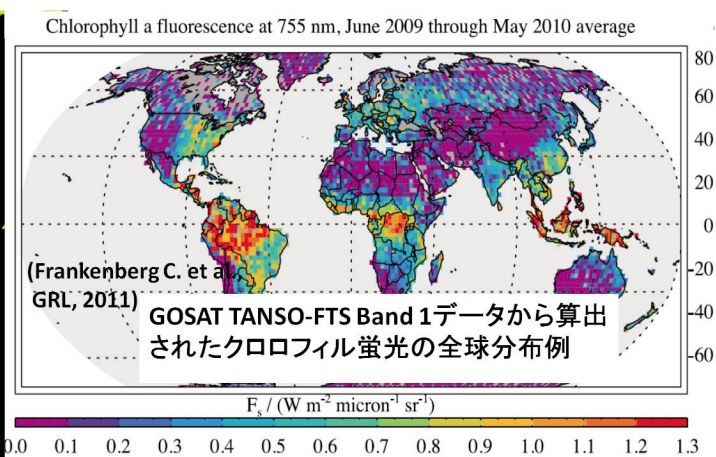 Chlorophyll a fluorescence at 755 nm, June 2009 through May 2010 average
80
60
40
20
0
-20
-40
-60
(Frankenberg C. et al.,
GRL, 2011)
GOSAT TANSO-FTS Band 1データから算出
されたクロロフィル蛍光の全球分布例
F_s / (W m⁻² micron⁻¹ sr⁻¹)
0.0 0.1 0.2 0.3 0.4 0.5 0.6 0.7 0.8 0.9 1.0 1.1 1.2 1.3